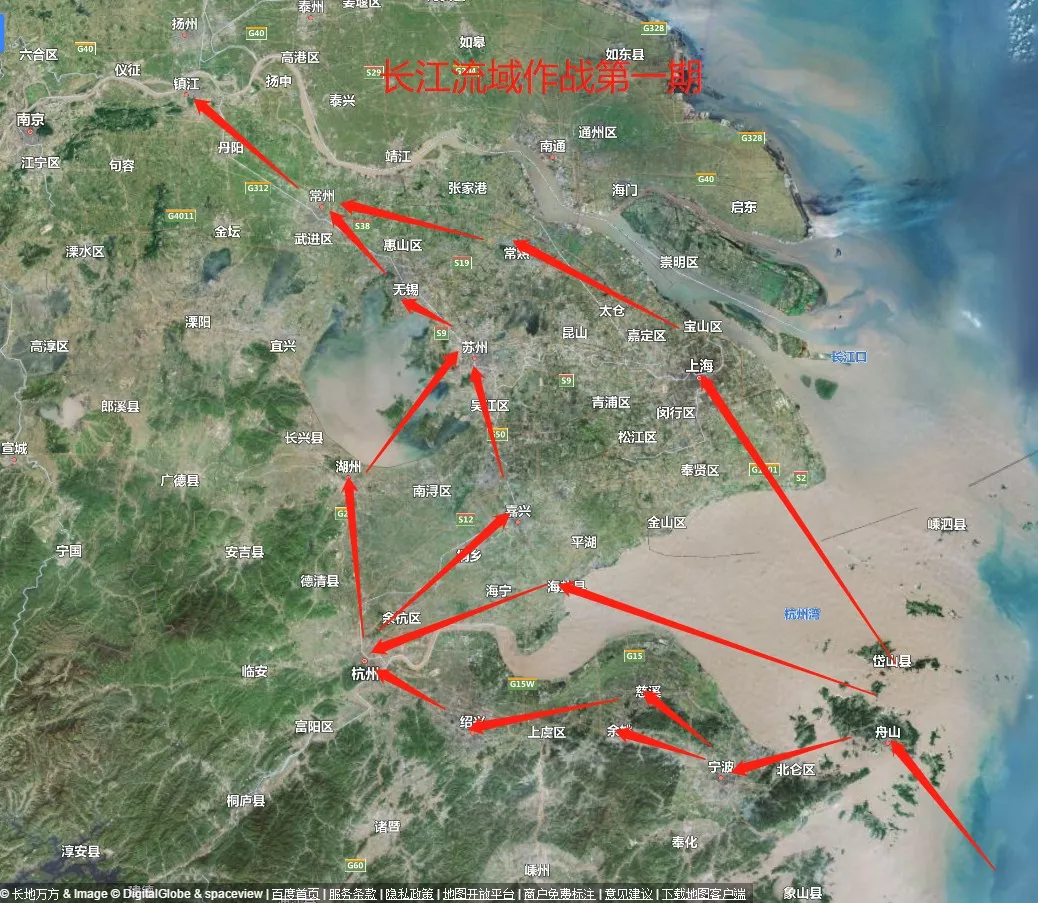 泰州
姜堰区
扬州
G40
G328
如皋
六合区
G40
高港区
如东县
仪征
镇江
扬中
S29
长江流域作战第一期
泰兴
南京
通州区
G328
南通
丹阳
靖江
江宁区
句容
张家港
海门
G40
G312
常州
启东
G4011
金坛
武进区
S38
惠山区
溧水区
S19
常熟
崇明区
无锡
太仓
溧阳
宝山区
S9
昆山
嘉定区
高淳区
宜兴
苏州
长江口
上海
S9
郎溪县
吴江区
青浦区
闵行区
宣城
长兴县
S50
松江区
湖州
广德县
奉贤区
S2
南浔区
嘉兴
S12
金山区
嵊泗县
宁国
安吉县
平湖
桐乡
德清县
海宁
海盐县
余杭区
杭州湾
G15
岱山县
临安
杭州
G15W
慈溪
富阳区
绍兴
上虞区
余姚
舟山
宁波
北仑区
桐庐县
诸暨
奉化
淳安县
G60
嵊州
象山县
© 长地万方 & Image © DigitalGlobe & spaceview | 百度首页 | 服务条款 | 隐私政策 | 地图开放平台 | 商户免费标注 | 意见建议 | 下载地图客户端